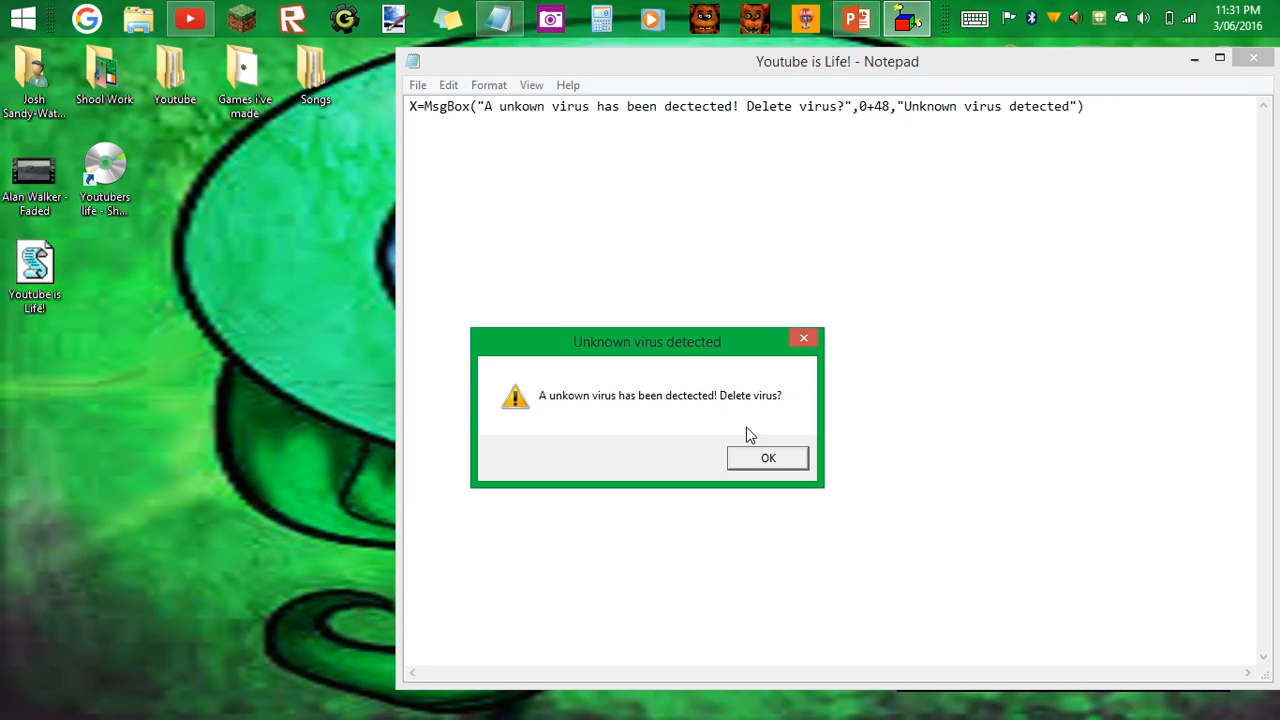 11:31 PM
3/06/2016
Youtube is Life! - Notepad
File Edit Format View Help
X=MsgBox("A unkown virus has been dectected! Delete virus?",0+48,"Unknown virus detected")
Josh
Sandy-Wat...
Shool Work
Youtube
Games i've
made
Songs
Alan Walker -
Faded
Youtubers
life - Sh...
Youtube is
Life!
Unknown virus detected
A unkown virus has been dectected! Delete virus?
OK